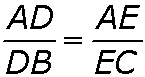 AD/DB = AE/EC